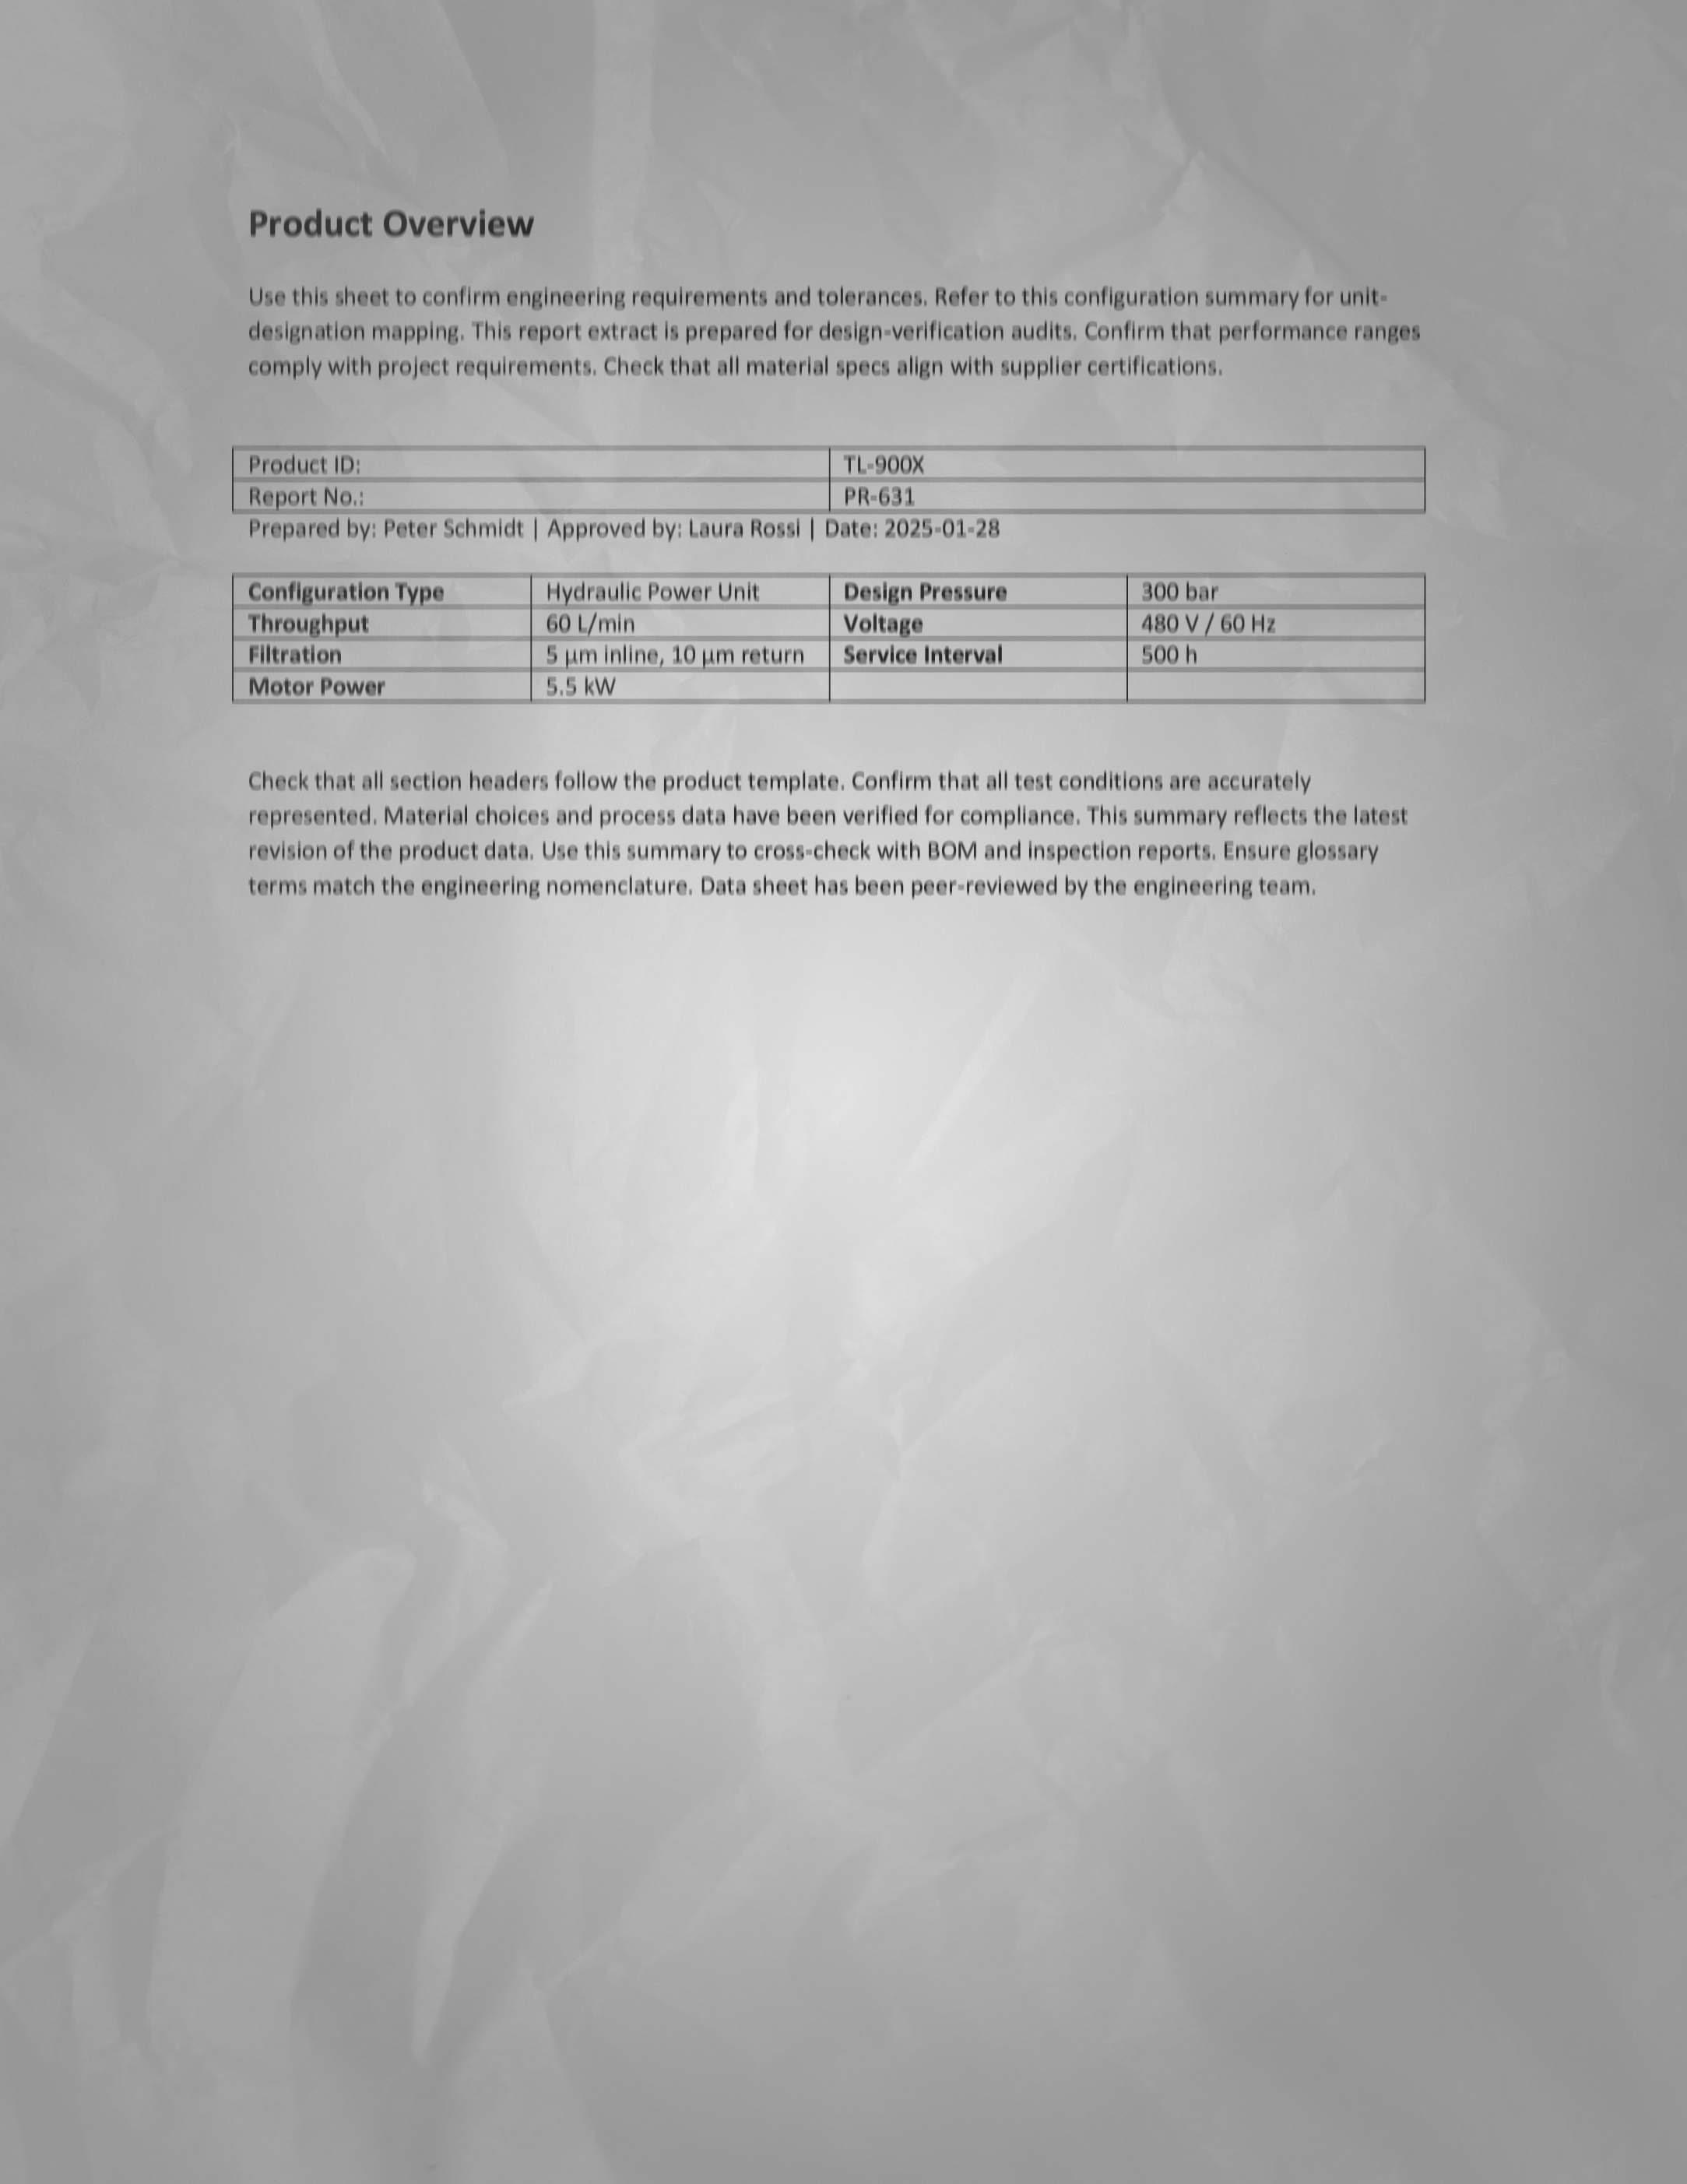 Product Overview
Use this sheet to confirm engineering requirements and tolerances. Refer to this configuration summary for unit-
designation mapping. This report extract is prepared for design-verification audits. Confirm that performance ranges
comply with project requirements. Check that all material specs align with supplier certifications.
Product ID: TL-900X
Report No.: PR-631
Prepared by: Peter Schmidt | Approved by: Laura Rossi | Date: 2025-01-28
Configuration Type Hydraulic Power Unit Design Pressure 300 bar
Throughput 60 L/min Voltage 480 V / 60 Hz
Filtration 5 µm inline, 10 µm return Service Interval 500 h
Motor Power 5.5 kW
Check that all section headers follow the product template. Confirm that all test conditions are accurately
represented. Material choices and process data have been verified for compliance. This summary reflects the latest
revision of the product data. Use this summary to cross-check with BOM and inspection reports. Ensure glossary
terms match the engineering nomenclature. Data sheet has been peer-reviewed by the engineering team.